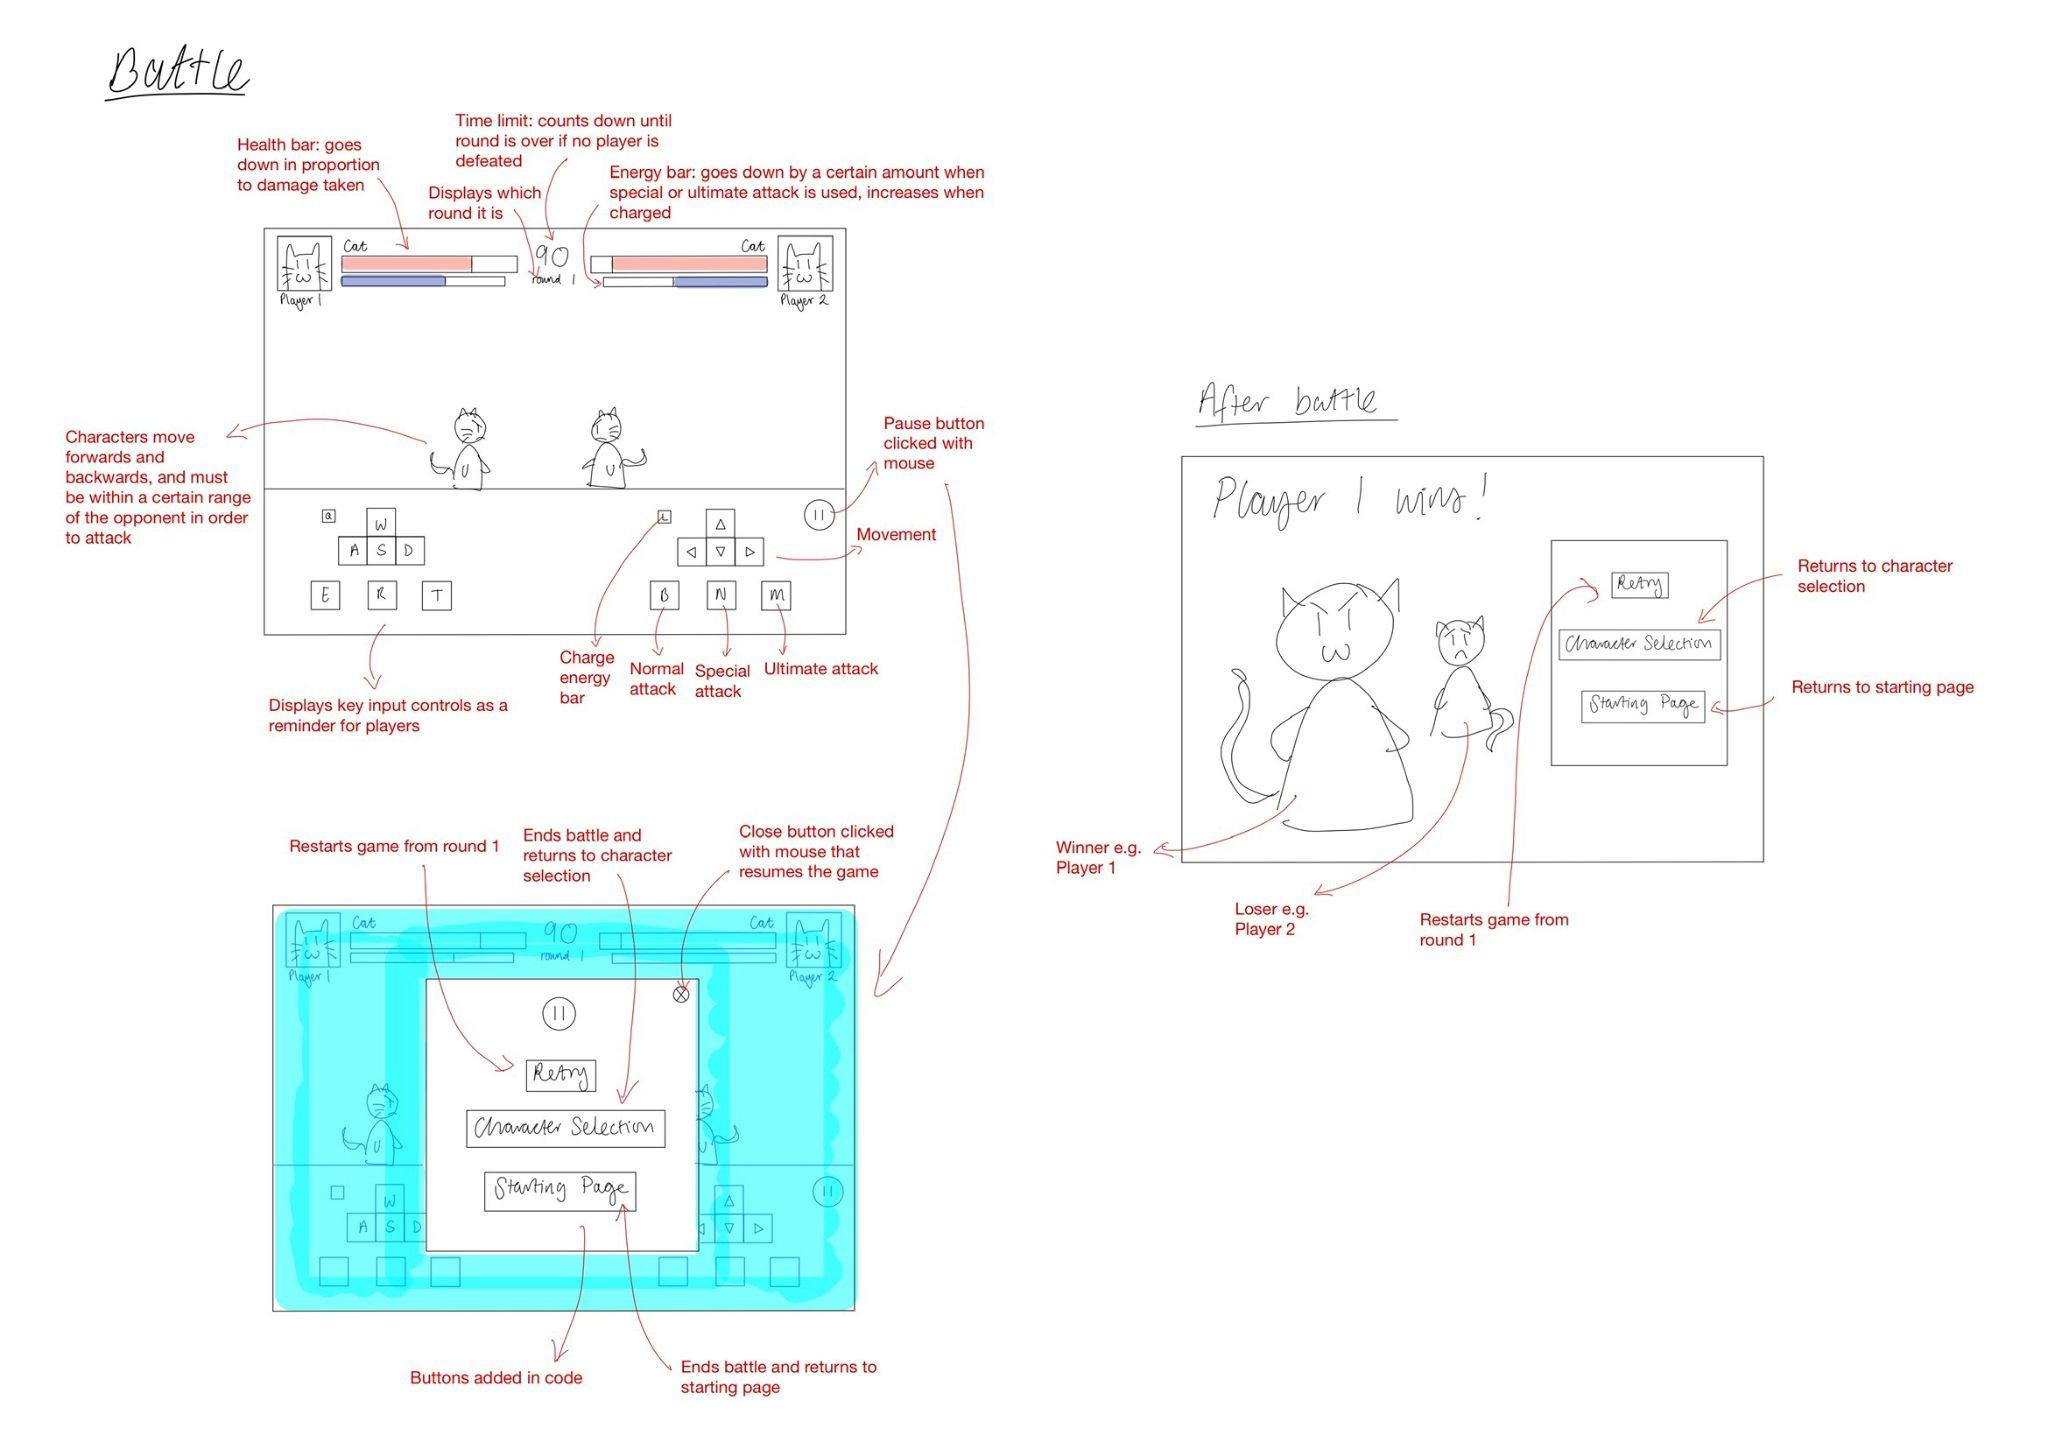 Battle
Time limit: counts down until
round is over if no player is
defeated
Health bar: goes
down in proportion
to damage taken
Energy bar: goes down by a certain amount when
special or ultimate attack is used, increases when
charged
Displays which
round it is
Cat
90
Cat
round 1
Player 1
Player 2
Characters move
forwards and
backwards, and must
be within a certain range
of the opponent in order
to attack
Pause button
clicked with
mouse
Q
W
A S D
E R T
L
B N M
Movement
Charge
energy
bar
Normal
attack
Special
attack
Ultimate attack
Displays key input controls as a
reminder for players
Restarts game from round 1
Ends battle and
returns to character
selection
Close button clicked
with mouse that
resumes the game
Cat
90
Cat
round 1
Player 1
Player 2
Retry
Character Selection
Starting Page
W
A S D
Buttons added in code
Ends battle and returns to
starting page
After battle
Player 1 wins!
Retry
Character Selection
Starting Page
Returns to character
selection
Returns to starting page
Winner e.g.
Player 1
Loser e.g.
Player 2
Restarts game from
round 1